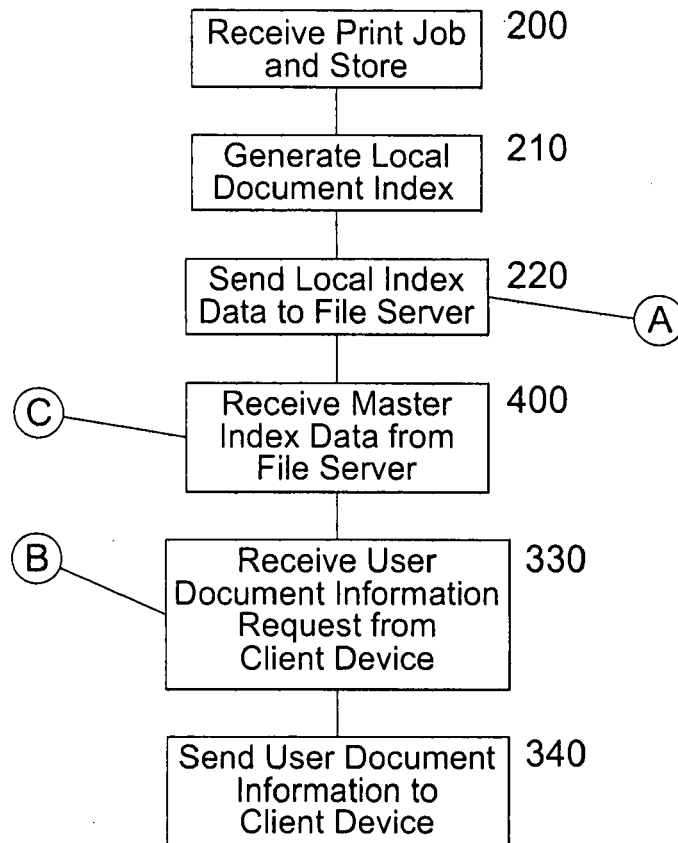 Receive Print Job
and Store
200
Generate Local
Document Index
210
Send Local Index
Data to File Server
220
A
Receive Master
Index Data from
File Server
400
C
Receive User
Document Information
Request from
Client Device
330
B
Send User Document
Information to
Client Device
340